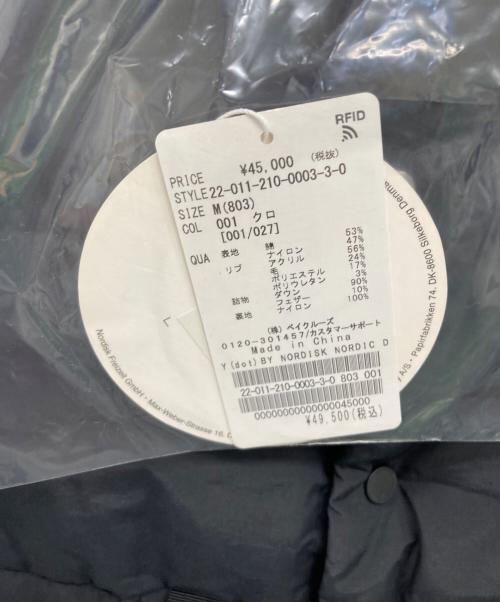 RFID
PRICE ¥45,000 (税抜)
STYLE 22-011-210-0003-3-0
SIZE M(803)
COL 001 クロ
[001/027]
QUA 表地 綿 53%
ナイロン 47%
リブ アクリル 56%
毛 24%
ポリエステル 17%
ポリウレタン 3%
詰物 ダウン 90%
フェザー 10%
裏地 ナイロン 100%
(株) ベイクルーズ
0120-301457/カスタマーサポート
Made in China
Y(dot)BY NORDISK NORDIC D
22-011-210-0003-3-0 803 001
00000000000000045000
¥49,500(税込)
Nordisk Freizeit GmbH • Max-Weber-Strasse 16,
A/S • Papirfabrikken 74, DK-8600 Silkeborg Denma